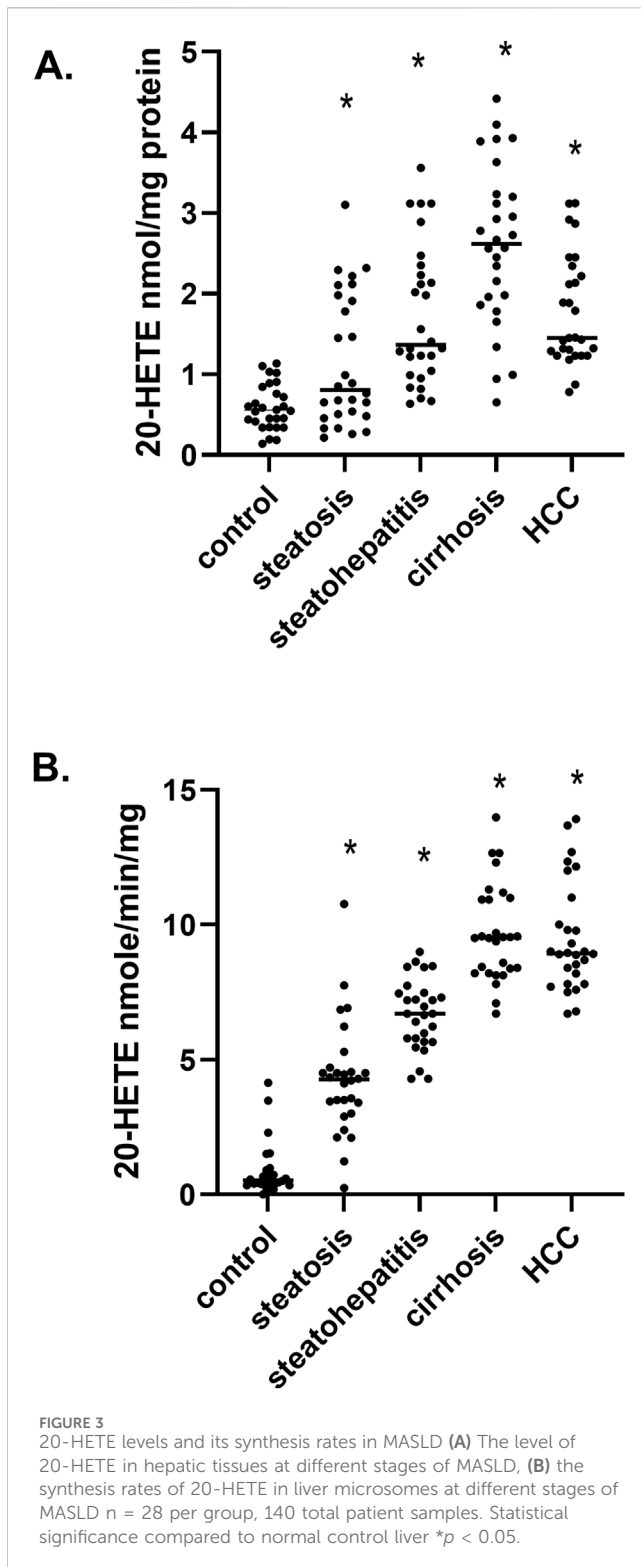 A.
20-HETE nmol/mg protein
5
4
3
2
1
0
* * * *
control
steatosis
steatohepatitis
cirrhosis
HCC
B.
20-HETE nmole/min/mg
15
10
5
0
* * * *
control
steatosis
steatohepatitis
cirrhosis
HCC
FIGURE 3
20-HETE levels and its synthesis rates in MASLD (A) The level of
20-HETE in hepatic tissues at different stages of MASLD, (B) the
synthesis rates of 20-HETE in liver microsomes at different stages of
MASLD n = 28 per group, 140 total patient samples. Statistical
significance compared to normal control liver *p < 0.05.